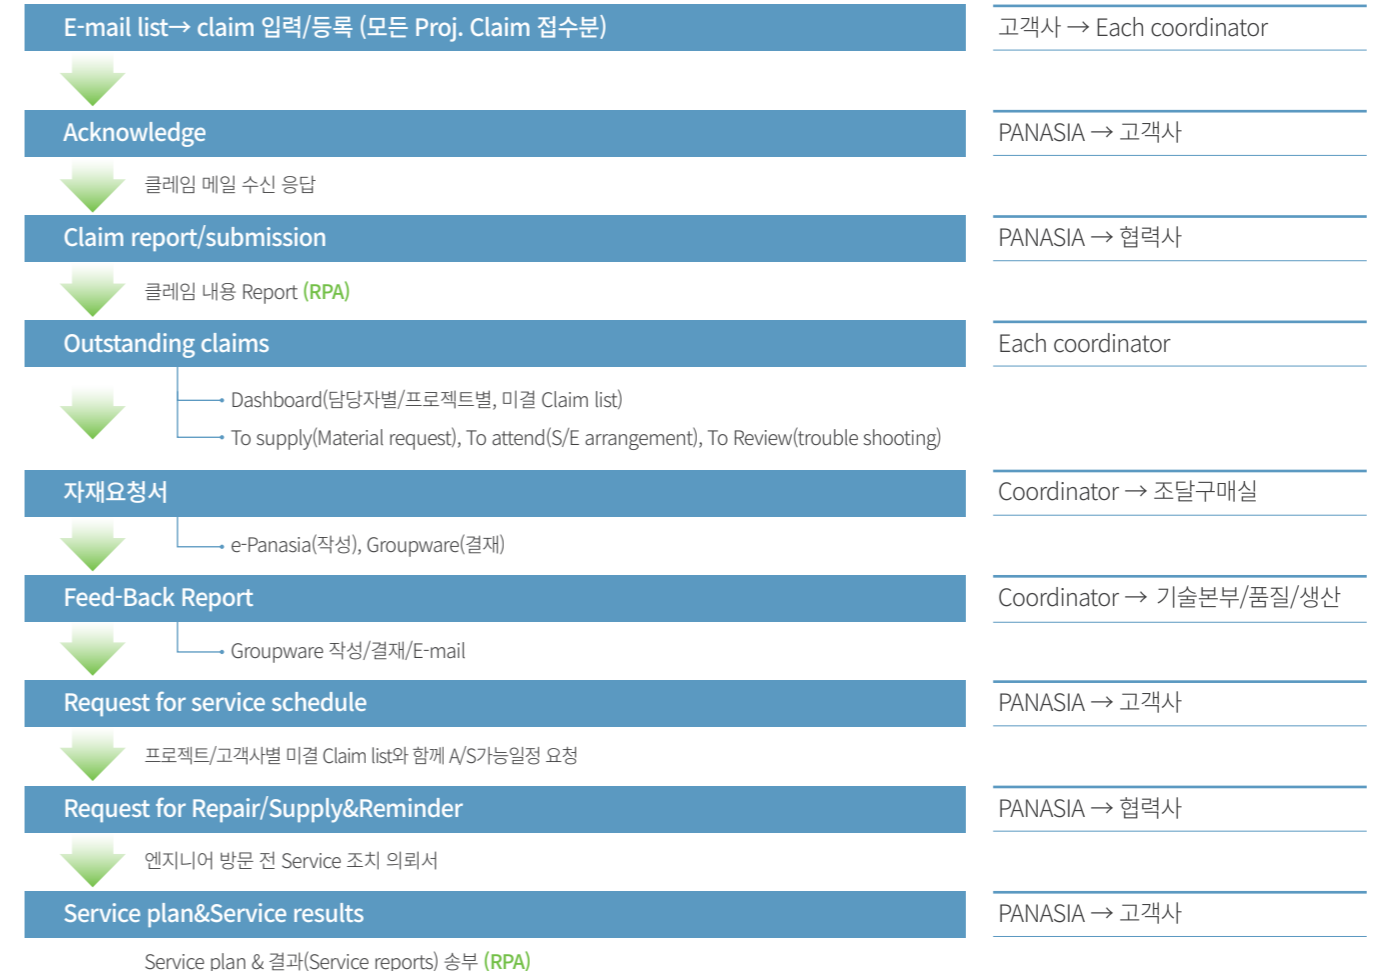 E-mail list→ claim 입력/등록 (모든 Proj. Claim 접수분)
고객사 → Each coordinator
Acknowledge
PANASIA → 고객사
클레임 메일 수신 응답
Claim report/submission
PANASIA → 협력사
클레임 내용 Report (RPA)
Outstanding claims
Each coordinator
Dashboard(담당자별/프로젝트별, 미결 Claim list)
To supply(Material request), To attend(S/E arrangement), To Review(trouble shooting)
자재요청서
Coordinator → 조달구매실
e-Panasia(작성), Groupware(결재)
Feed-Back Report
Coordinator → 기술본부/품질/생산
Groupware 작성/결재/E-mail
Request for service schedule
PANASIA → 고객사
프로젝트/고객사별 미결 Claim list와 함께 A/S가능일정 요청
Request for Repair/Supply&Reminder
PANASIA → 협력사
엔지니어 방문 전 Service 조치 의뢰서
Service plan&Service results
PANASIA → 고객사
Service plan & 결과(Service reports) 송부 (RPA)